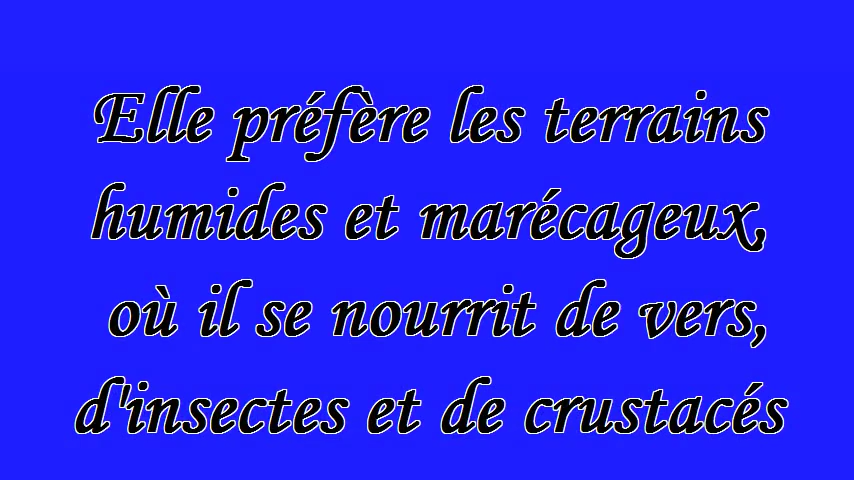 Elle préfère les terrains
humides et marécageux,
où il se nourrit de vers,
d'insectes et de crustacés